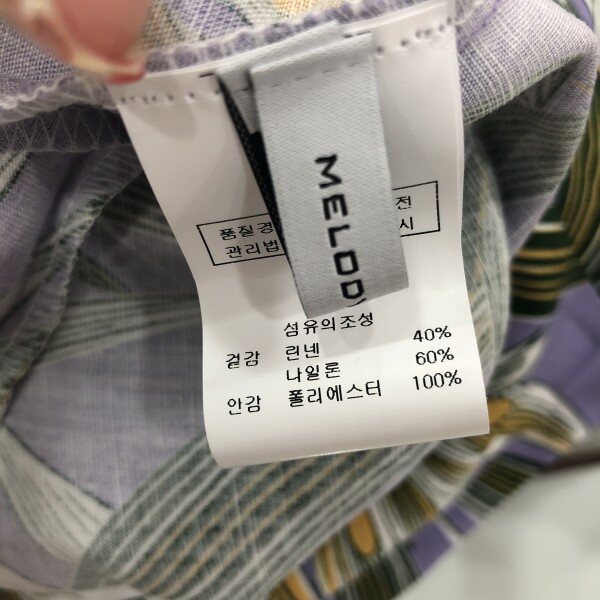 MELODY
품질경 전
관리법 시
섬유의조성
겉감 린넨 40%
나일론 60%
안감 폴리에스터 100%